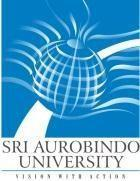 SRI AUROBINDO
UNIVERSITY
VISION WITH ACTION